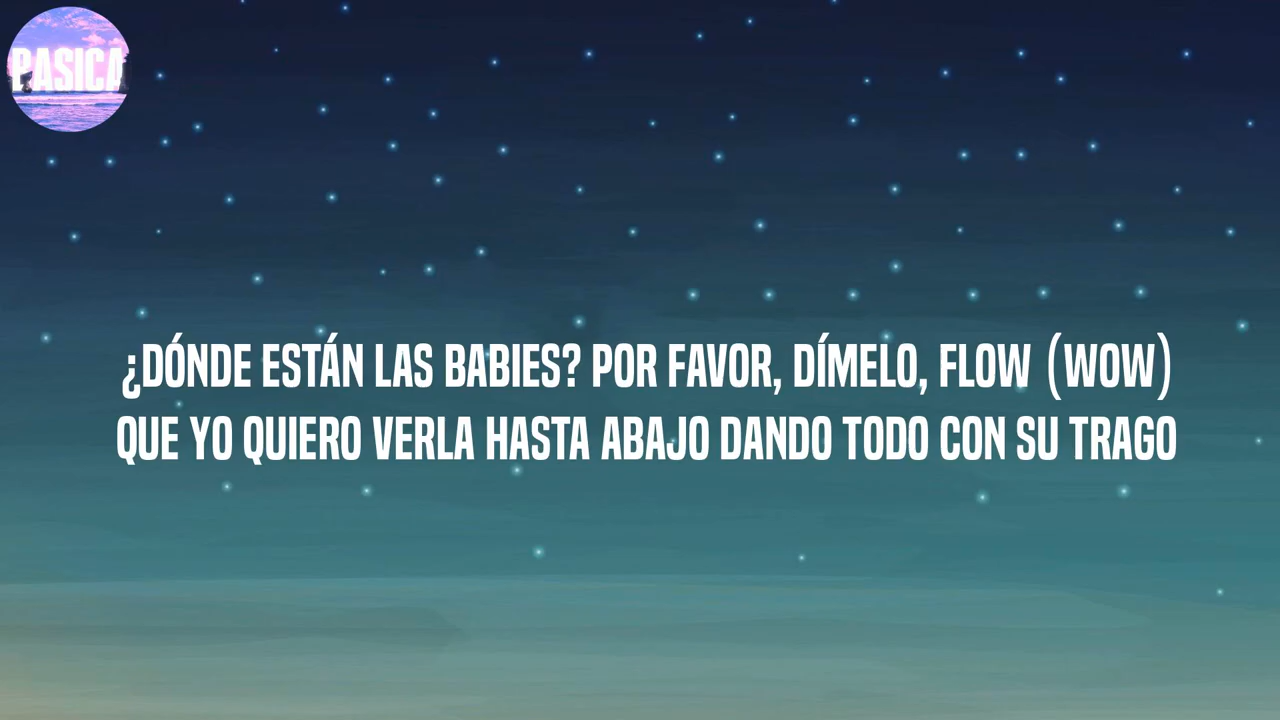 PASICA
¿DÓNDE ESTÁN LAS BABIES? POR FAVOR, DÍMELO, FLOW (WOW)
QUE YO QUIERO VERLA HASTA ABAJO DANDO TODO CON SU TRAGO